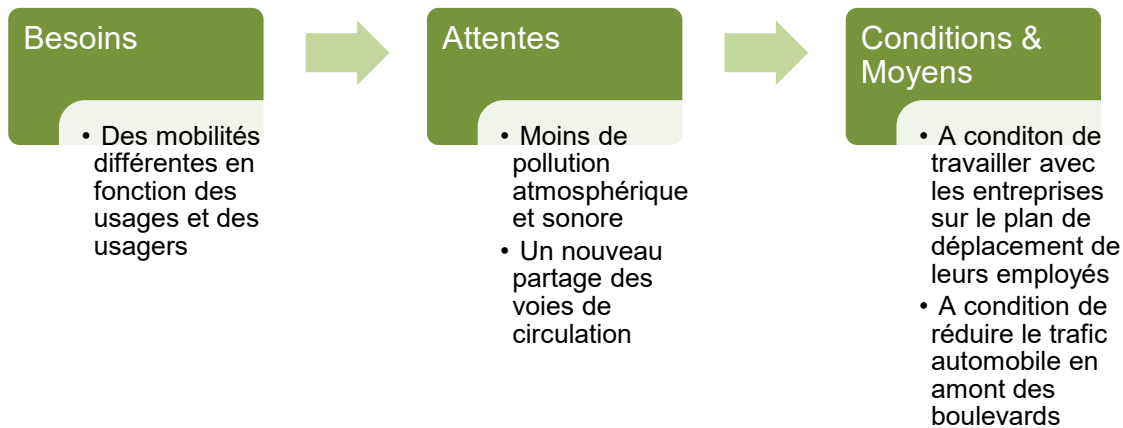 Besoins
• Des mobilités
différentes en
fonction des
usages et des
usagers
Attentes
• Moins de
pollution
atmosphérique
et sonore
• Un nouveau
partage des
voies de
circulation
Conditions &
Moyens
• A conditon de
travailler avec
les entreprises
sur le plan de
déplacement de
leurs employés
• A condition de
réduire le trafic
automobile en
amont des
boulevards